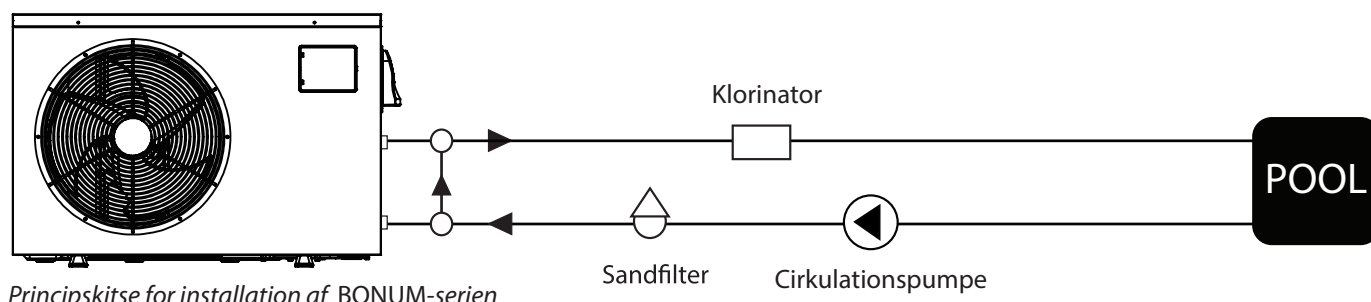 Klorinator
POOL
Sandfilter
Cirkulationspumpe
Principskitse for installation af BONUM-serien